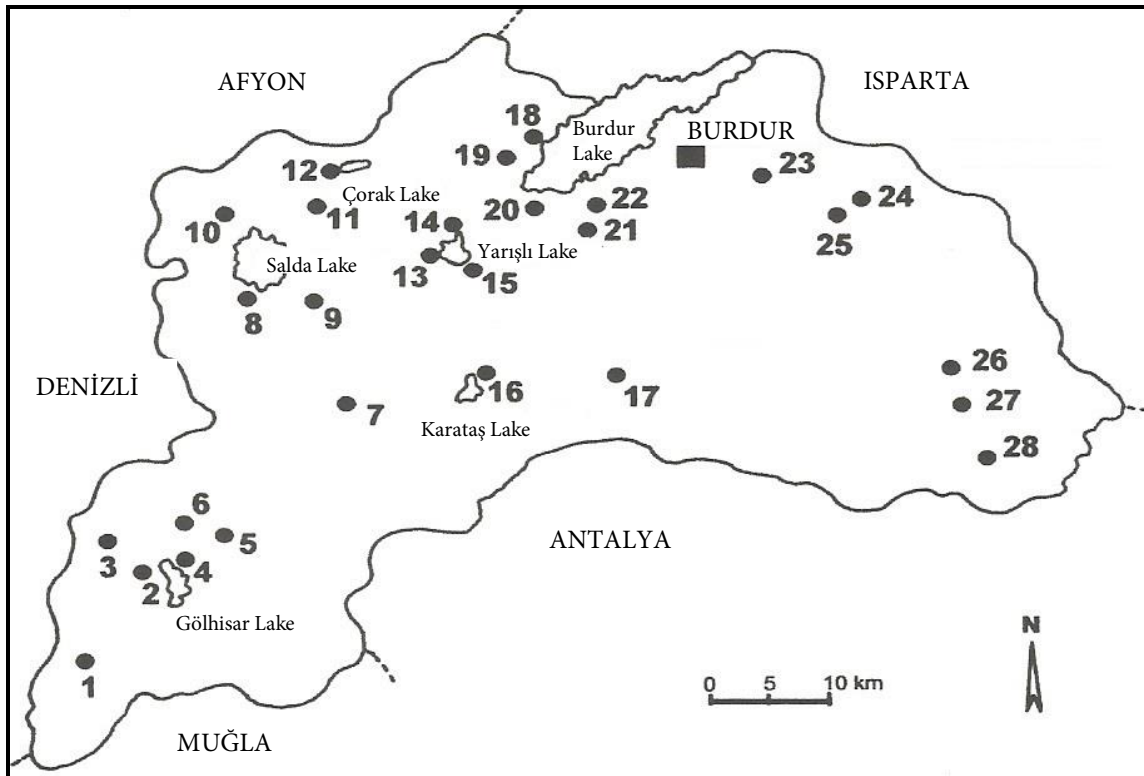 AFYON
ISPARTA
18
Burdur
Lake
BURDUR
19
12
23
Çorak Lake
22
24
10
11
14
20
21
25
Salda Lake
13
Yarışlı Lake
15
8
9
DENİZLİ
26
7
16
17
27
Karataş Lake
28
6
5
3
ANTALYA
2
4
Gölhisar Lake
N
1
0 5 10 km
MUĞLA